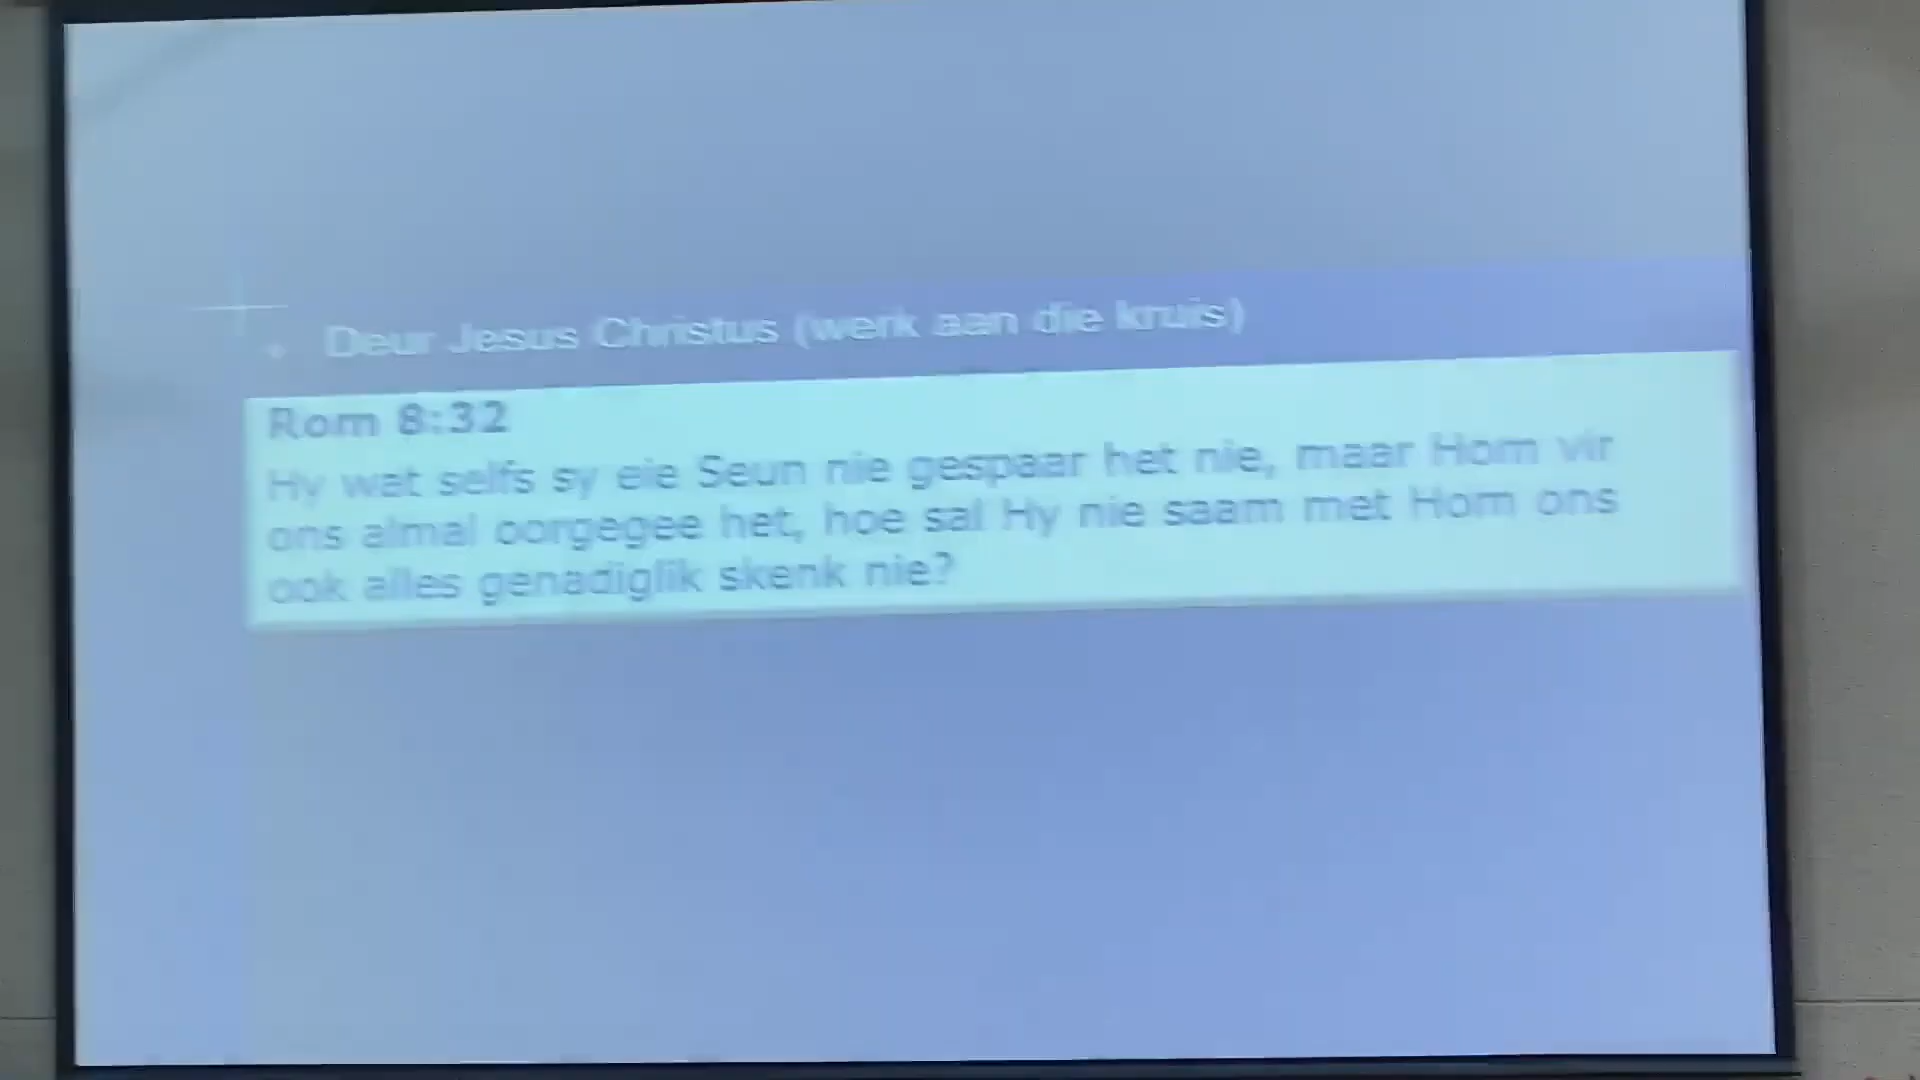 Deur Jesus Christus (werk aan die kruis)
Rom 8:32
Hy wat selfs sy eie Seun nie gespaar het nie, maar Hom vir
ons almal oorgegee het, hoe sal Hy nie saam met Hom ons
ook alles genadiglik skenk nie?